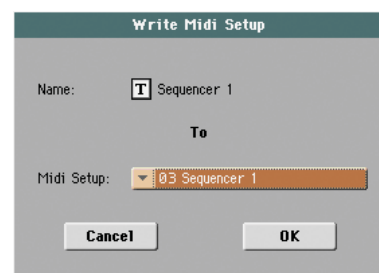 Write Midi Setup
Name: T Sequencer 1
To
Midi Setup: 03 Sequencer 1
Cancel OK